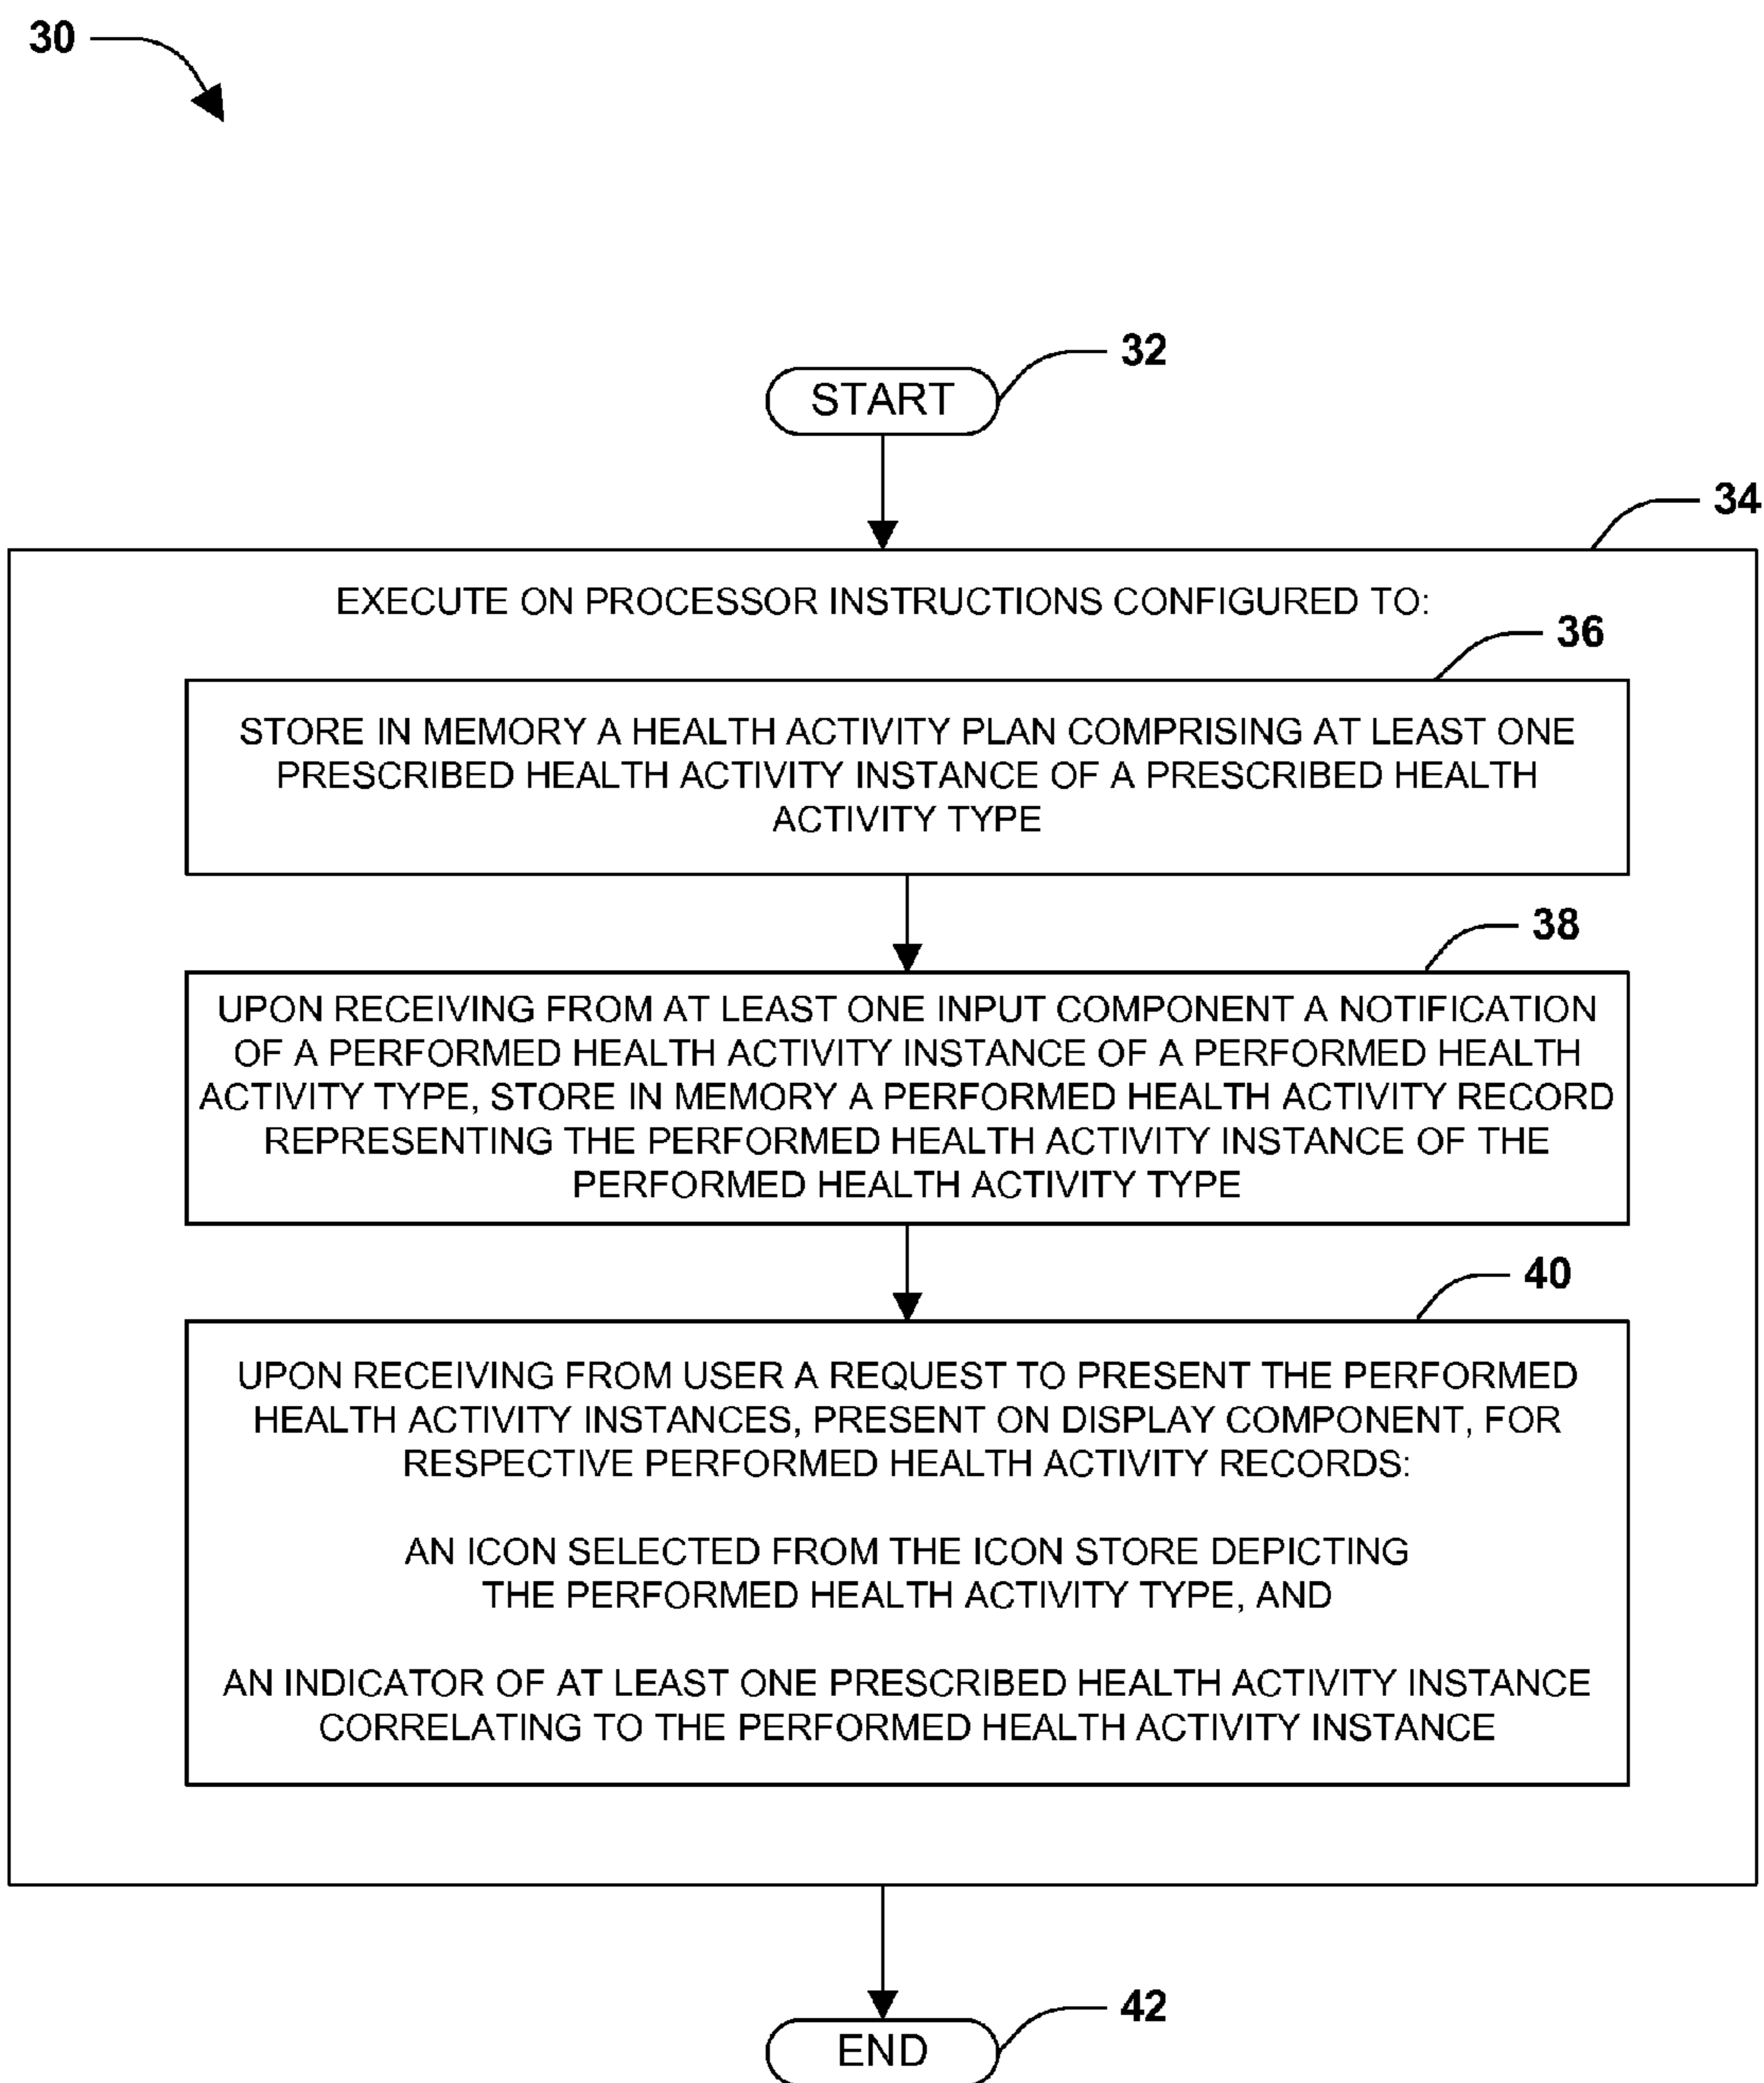 30
32
START
34
EXECUTE ON PROCESSOR INSTRUCTIONS CONFIGURED TO:
36
STORE IN MEMORY A HEALTH ACTIVITY PLAN COMPRISING AT LEAST ONE
PRESCRIBED HEALTH ACTIVITY INSTANCE OF A PRESCRIBED HEALTH
ACTIVITY TYPE
38
UPON RECEIVING FROM AT LEAST ONE INPUT COMPONENT A NOTIFICATION
OF A PERFORMED HEALTH ACTIVITY INSTANCE OF A PERFORMED HEALTH
ACTIVITY TYPE, STORE IN MEMORY A PERFORMED HEALTH ACTIVITY RECORD
REPRESENTING THE PERFORMED HEALTH ACTIVITY INSTANCE OF THE
PERFORMED HEALTH ACTIVITY TYPE
40
UPON RECEIVING FROM USER A REQUEST TO PRESENT THE PERFORMED
HEALTH ACTIVITY INSTANCES, PRESENT ON DISPLAY COMPONENT, FOR
RESPECTIVE PERFORMED HEALTH ACTIVITY RECORDS:
AN ICON SELECTED FROM THE ICON STORE DEPICTING
THE PERFORMED HEALTH ACTIVITY TYPE, AND
AN INDICATOR OF AT LEAST ONE PRESCRIBED HEALTH ACTIVITY INSTANCE
CORRELATING TO THE PERFORMED HEALTH ACTIVITY INSTANCE
42
END